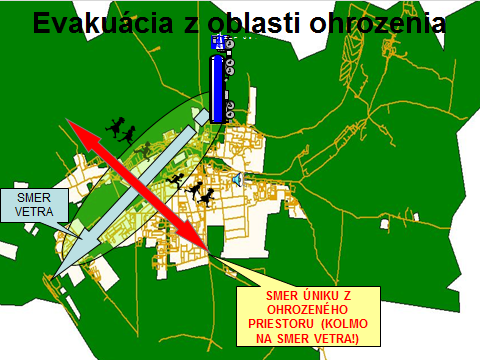 Evakuácia z oblasti ohrozenia
SMER
VETRA
SMER ÚNIKU Z
OHROZENÉHO
PRIESTORU (KOLMO
NA SMER VETRA!)